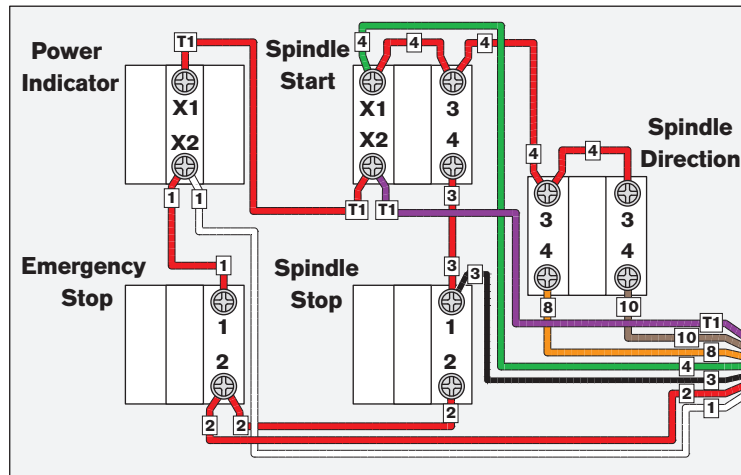 Power
Indicator
T1
X1
X2
1
1
Spindle
Start
4
4
4
X1
3
X2
4
T1
T1
3
Spindle
Direction
4
4
3
3
4
4
8
10
Emergency
Stop
1
1
2
2
2
Spindle
Stop
3
3
1
2
2
T1
10
8
4
3
2
1